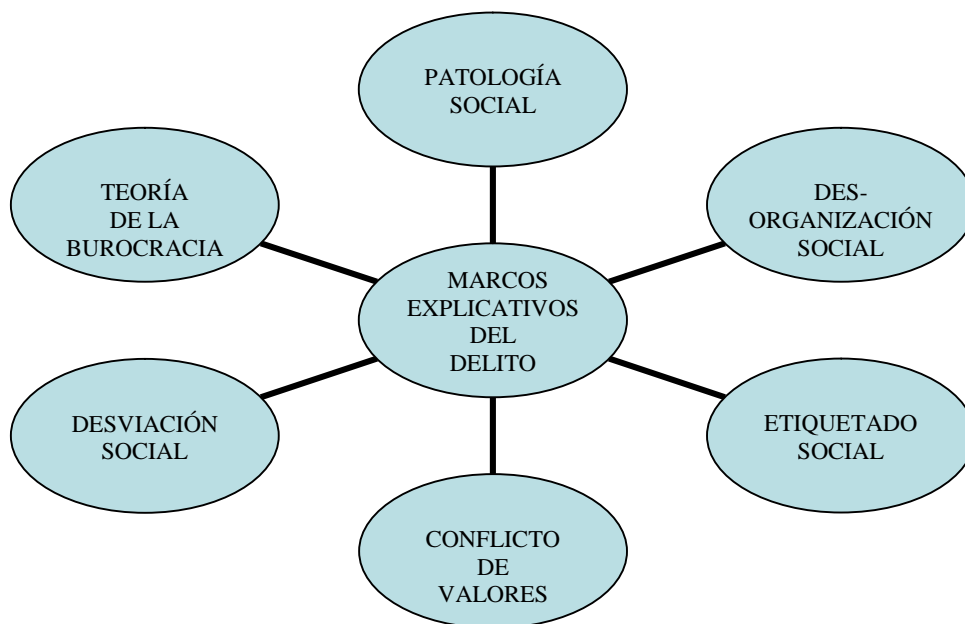 PATOLOGÍA
SOCIAL
TEORÍA
DE LA
BUROCRACIA
DES-
ORGANIZACIÓN
SOCIAL
MARCOS
EXPLICATIVOS
DEL
DELITO
DESVIACIÓN
SOCIAL
ETIQUETADO
SOCIAL
CONFLICTO
DE
VALORES